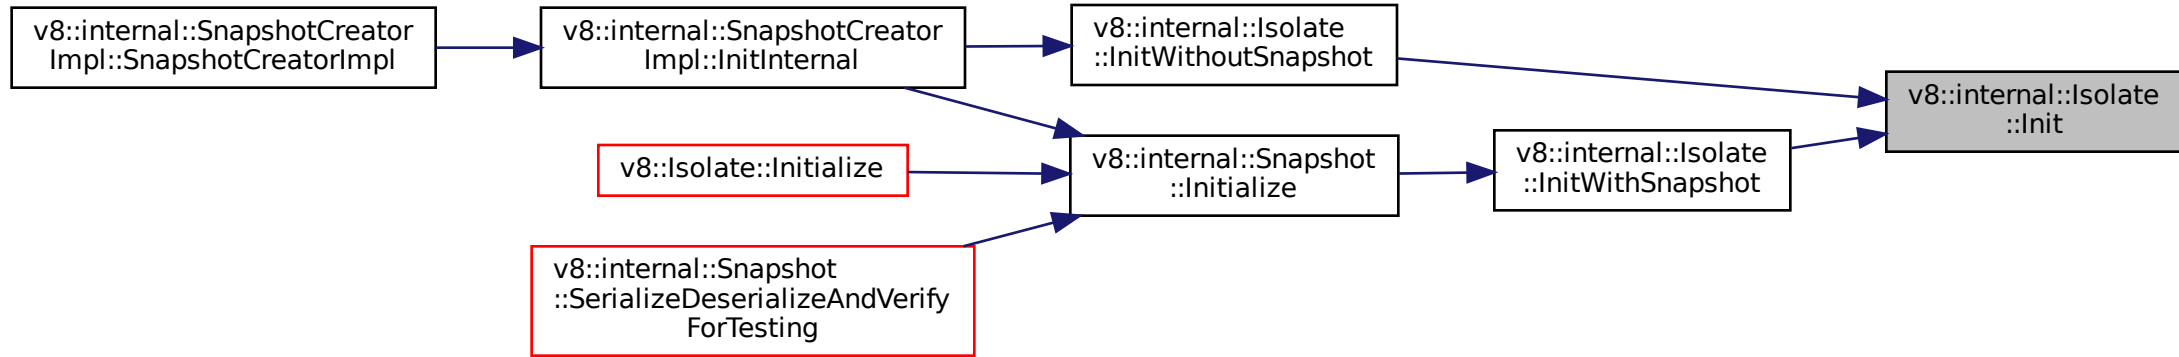 v8::internal::SnapshotCreator
Impl::SnapshotCreatorImpl
v8::internal::SnapshotCreator
Impl::InitInternal
v8::internal::Isolate
::InitWithoutSnapshot
v8::internal::Isolate
::Init
v8::Isolate::Initialize
v8::internal::Snapshot
::Initialize
v8::internal::Isolate
::InitWithSnapshot
v8::internal::Snapshot
::SerializeDeserializeAndVerify
ForTesting